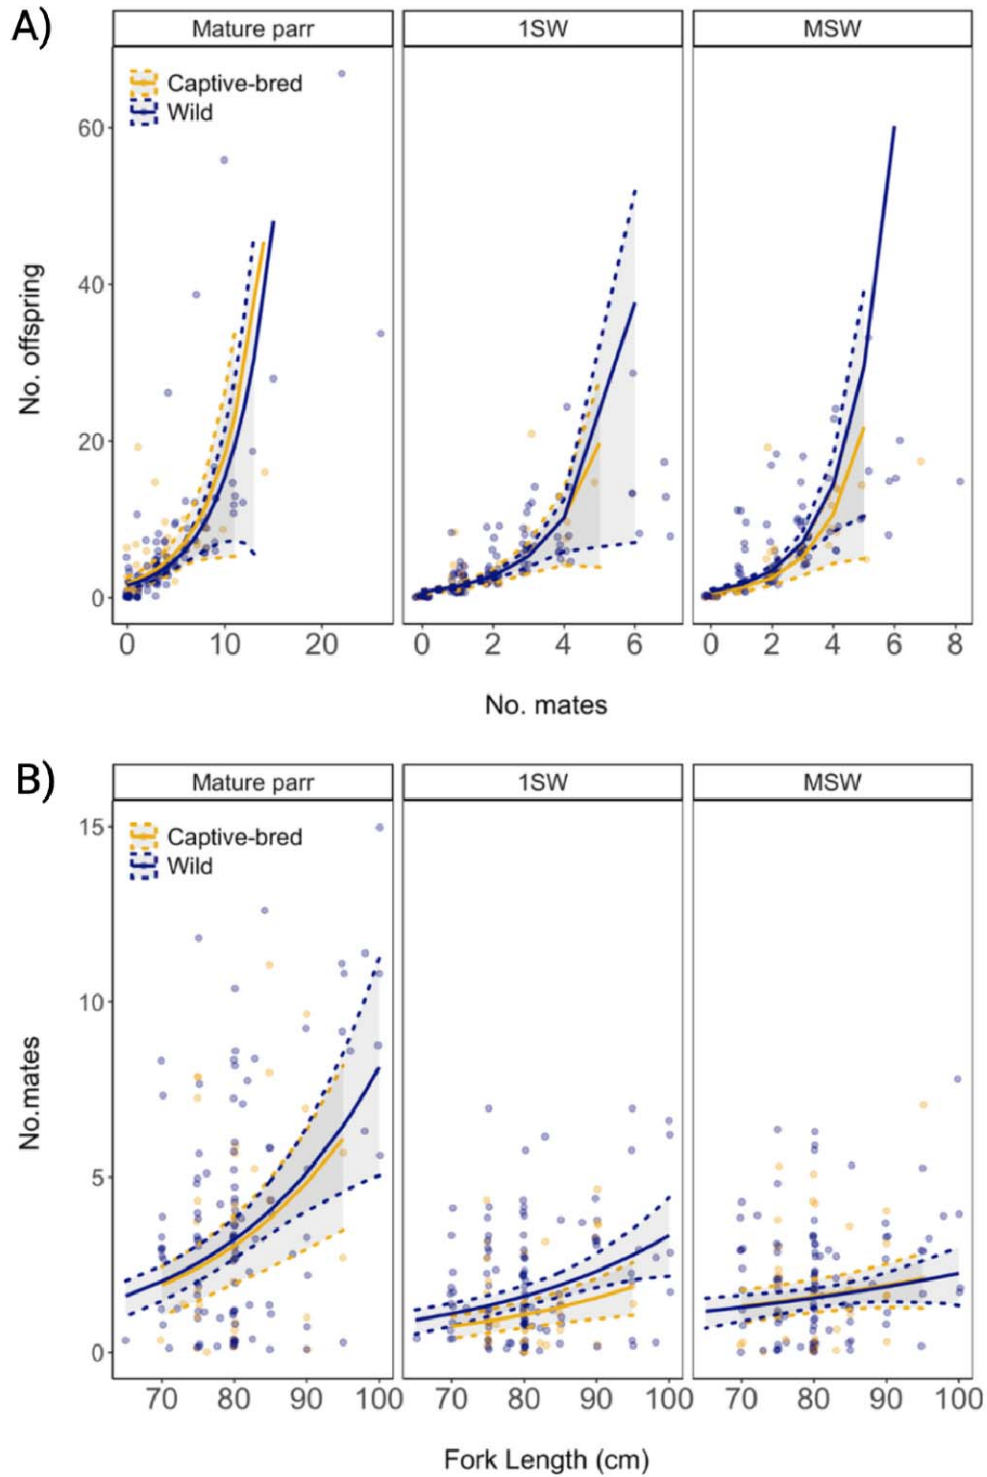 A)
Mature parr 1SW MSW
Captive-bred
Wild
60
40
20
0
No. offspring
0 10 20 0 2 4 6 0 2 4 6 8
No. mates
B)
Mature parr 1SW MSW
Captive-bred
Wild
15
10
5
0
No.mates
70 80 90 100 70 80 90 100 70 80 90 100
Fork Length (cm)